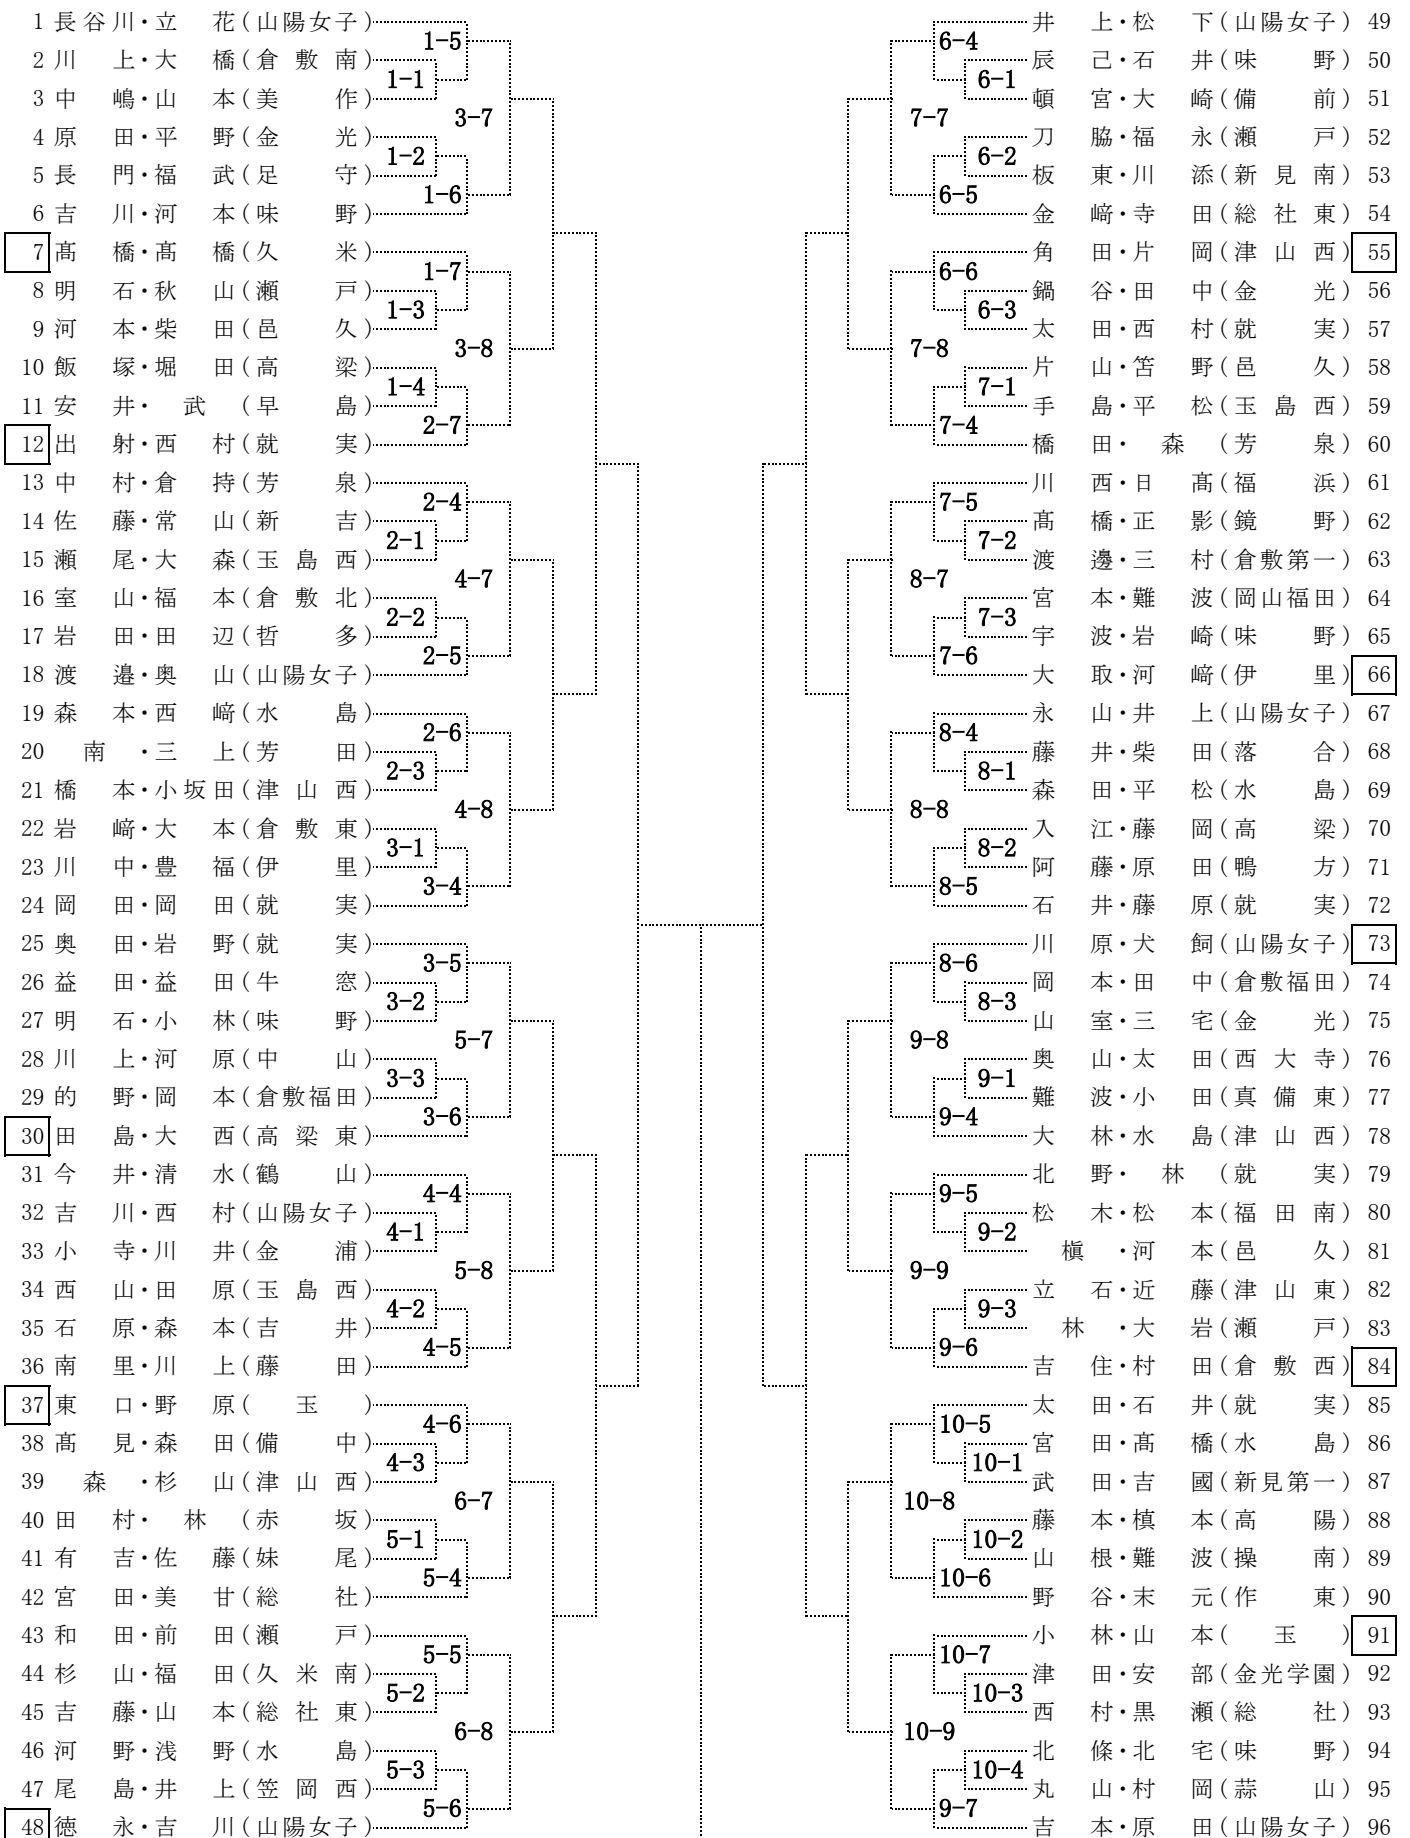 1 長谷川・立花(山陽女子)
2 川上・大橋(倉敷南)
3 中嶋・山本(美作)
4 原田・平野(金光)
5 長門・福武(足守)
6 吉川・河本(味野)
7 髙橋・髙橋(久米)
8 明石・秋山(瀬戸)
9 河本・柴田(邑久)
10 飯塚・堀田(高梁)
11 安井・武(早島)
12 出射・西村(就実)
13 中村・倉持(芳泉)
14 佐藤・常山(新吉)
15 瀬尾・大森(玉島西)
16 室山・福本(倉敷北)
17 岩田・田辺(哲多)
18 渡邉・奥山(山陽女子)
19 森本・西﨑(水島)
20 南・三上(芳田)
21 橋本・小坂田(津山西)
22 岩﨑・大本(倉敷東)
23 川中・豊福(伊里)
24 岡田・岡田(就実)
25 奥田・岩野(就実)
26 益田・益田(牛窓)
27 明石・小林(味野)
28 川上・河原(中山)
29 的野・岡本(倉敷福田)
30 田島・大西(高梁東)
31 今井・清水(鶴山)
32 吉川・西村(山陽女子)
33 小寺・川井(金浦)
34 西山・田原(玉島西)
35 石原・森本(吉井)
36 南里・川上(藤田)
37 東口・野原(玉)
38 髙見・森田(備中)
39 森・杉山(津山西)
40 田村・林(赤坂)
41 有吉・佐藤(妹尾)
42 宮田・美甘(総社)
43 和田・前田(瀬戸)
44 杉山・福田(久米南)
45 吉藤・山本(総社東)
46 河野・浅野(水島)
47 尾島・井上(笠岡西)
48 徳永・吉川(山陽女子)
1-5
1-1
3-7
1-2
1-6
1-7
1-3
3-8
1-4
2-7
2-4
2-1
4-7
2-2
2-5
2-6
2-3
4-8
3-1
3-4
3-5
3-2
5-7
3-3
3-6
4-4
4-1
5-8
4-2
4-5
4-6
4-3
6-7
5-1
5-4
5-5
5-2
6-8
5-3
5-6
6-4
6-1
7-7
6-2
6-5
6-6
6-3
7-8
7-1
7-4
7-5
7-2
8-7
7-3
7-6
8-4
8-1
8-8
8-2
8-5
8-6
8-3
9-8
9-1
9-4
9-5
9-2
9-9
9-3
9-6
10-5
10-1
10-8
10-2
10-6
10-7
10-3
10-9
10-4
9-7
井上・松下(山陽女子) 49
辰己・石井(味野) 50
頓宮・大崎(備前) 51
刀脇・福永(瀬戸) 52
板東・川添(新見南) 53
金﨑・寺田(総社東) 54
角田・片岡(津山西) 55
鍋谷・田中(金光) 56
太田・西村(就実) 57
片山・笘野(邑久) 58
手島・平松(玉島西) 59
橋田・森(芳泉) 60
川西・日髙(福浜) 61
髙橋・正影(鏡野) 62
渡邊・三村(倉敷第一) 63
宮本・難波(岡山福田) 64
宇波・岩崎(味野) 65
大取・河﨑(伊里) 66
永山・井上(山陽女子) 67
藤井・柴田(落合) 68
森田・平松(水島) 69
入江・藤岡(高梁) 70
阿藤・原田(鴨方) 71
石井・藤原(就実) 72
川原・犬飼(山陽女子) 73
岡本・田中(倉敷福田) 74
山室・三宅(金光) 75
奥山・太田(西大寺) 76
難波・小田(真備東) 77
大林・水島(津山西) 78
北野・林(就実) 79
松木・松本(福田南) 80
槇・河本(邑久) 81
立石・近藤(津山東) 82
林・大岩(瀬戸) 83
吉住・村田(倉敷西) 84
太田・石井(就実) 85
宮田・髙橋(水島) 86
武田・吉國(新見第一) 87
藤本・槙本(高陽) 88
山根・難波(操南) 89
野谷・末元(作東) 90
小林・山本(玉) 91
津田・安部(金光学園) 92
西村・黒瀬(総社) 93
北條・北宅(味野) 94
丸山・村岡(蒜山) 95
吉本・原田(山陽女子) 96